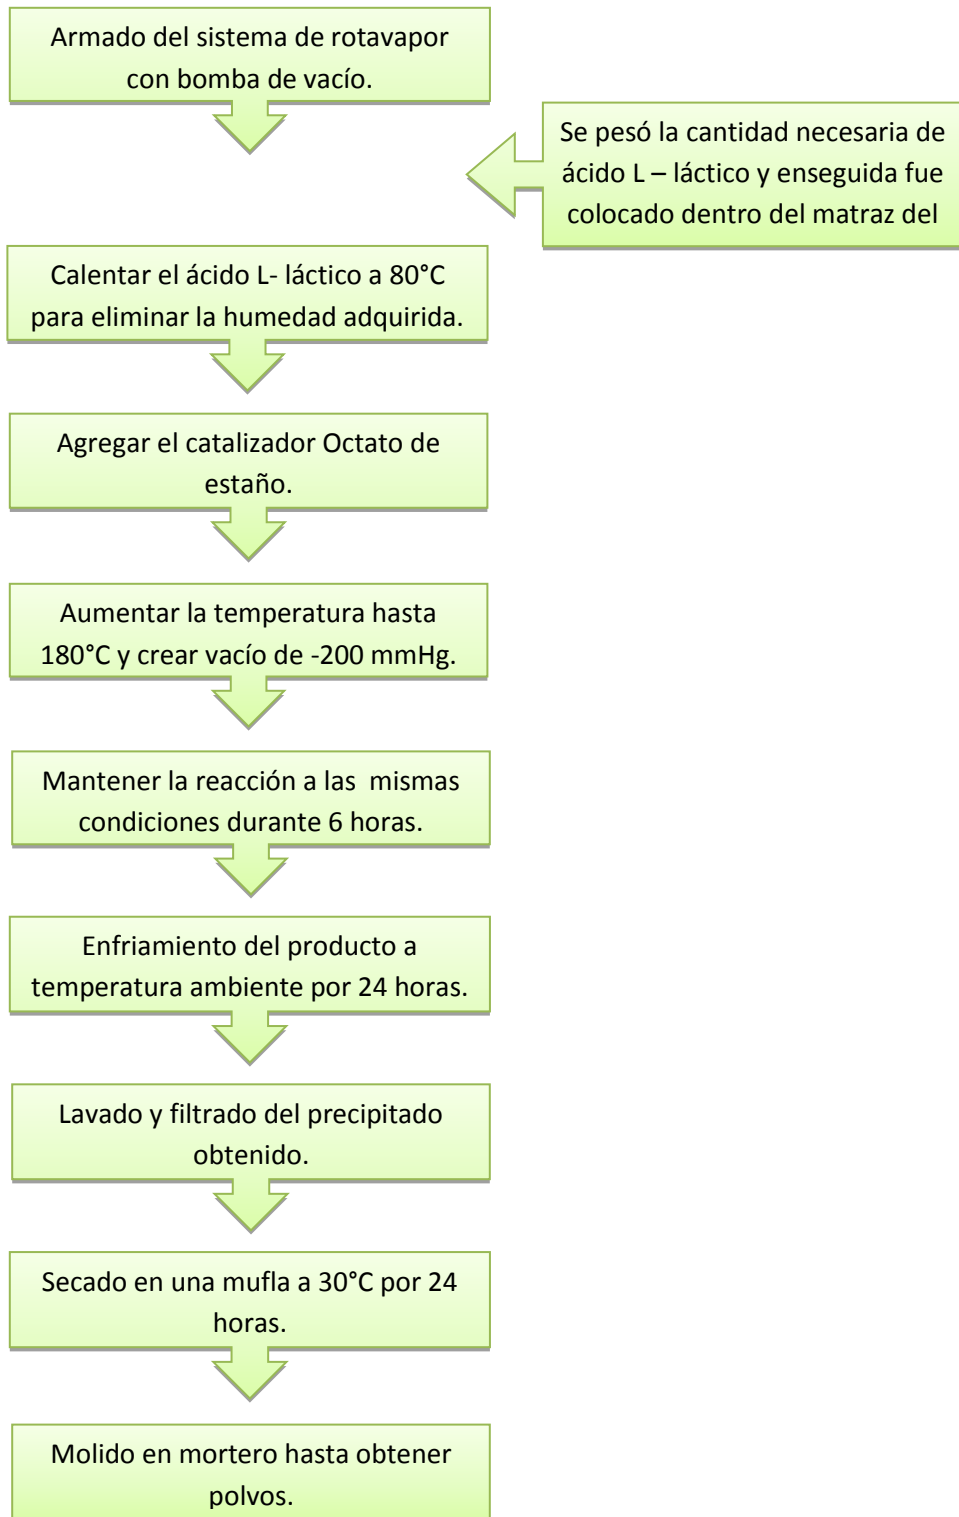 Armado del sistema de rotavapor
con bomba de vacío.
Se pesó la cantidad necesaria de
ácido L – láctico y enseguida fue
colocado dentro del matraz del
Calentar el ácido L- láctico a 80°C
para eliminar la humedad adquirida.
Agregar el catalizador Octato de
estaño.
Aumentar la temperatura hasta
180°C y crear vacío de -200 mmHg.
Mantener la reacción a las  mismas
condiciones durante 6 horas.
Enfriamiento del producto a
temperatura ambiente por 24 horas.
Lavado y filtrado del precipitado
obtenido.
Secado en una mufla a 30°C por 24
horas.
Molido en mortero hasta obtener
polvos.